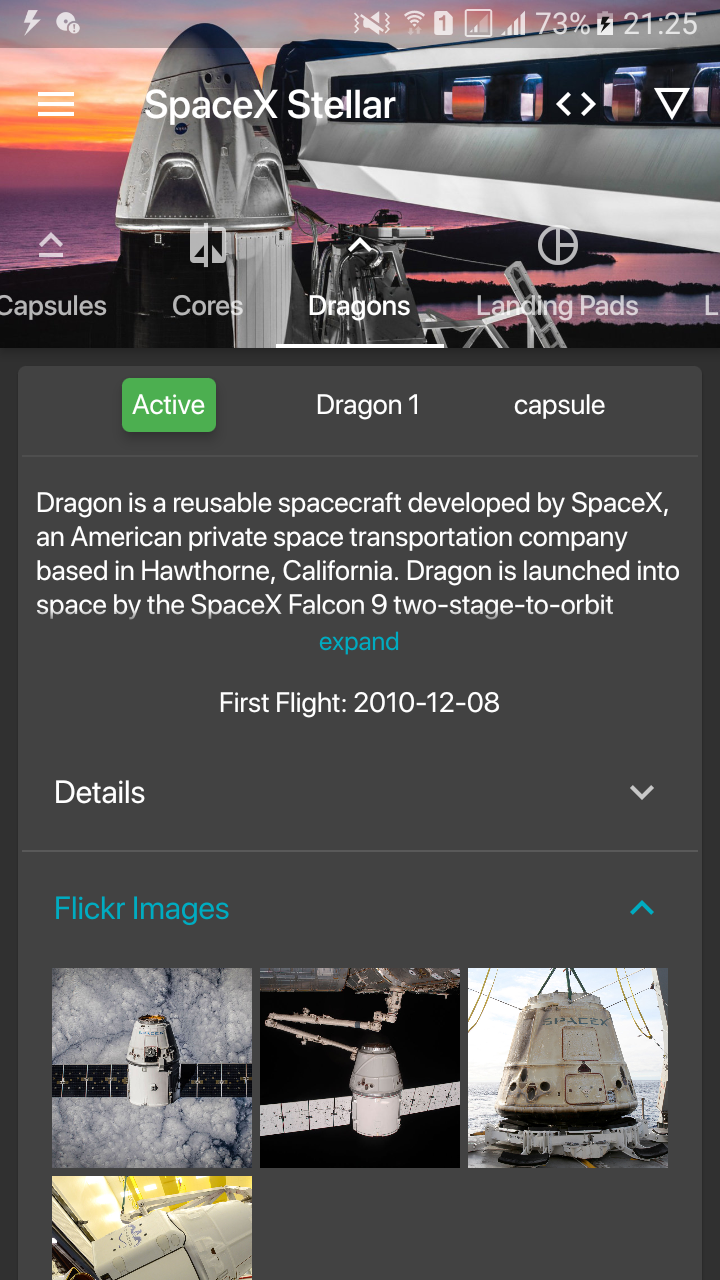 73% 21:25
SpaceX Stellar
Capsules Cores Dragons Landing Pads L
Active Dragon 1 capsule
Dragon is a reusable spacecraft developed by SpaceX,
an American private space transportation company
based in Hawthorne, California. Dragon is launched into
space by the SpaceX Falcon 9 two-stage-to-orbit
expand
First Flight: 2010-12-08
Details
Flickr Images
SPACEX